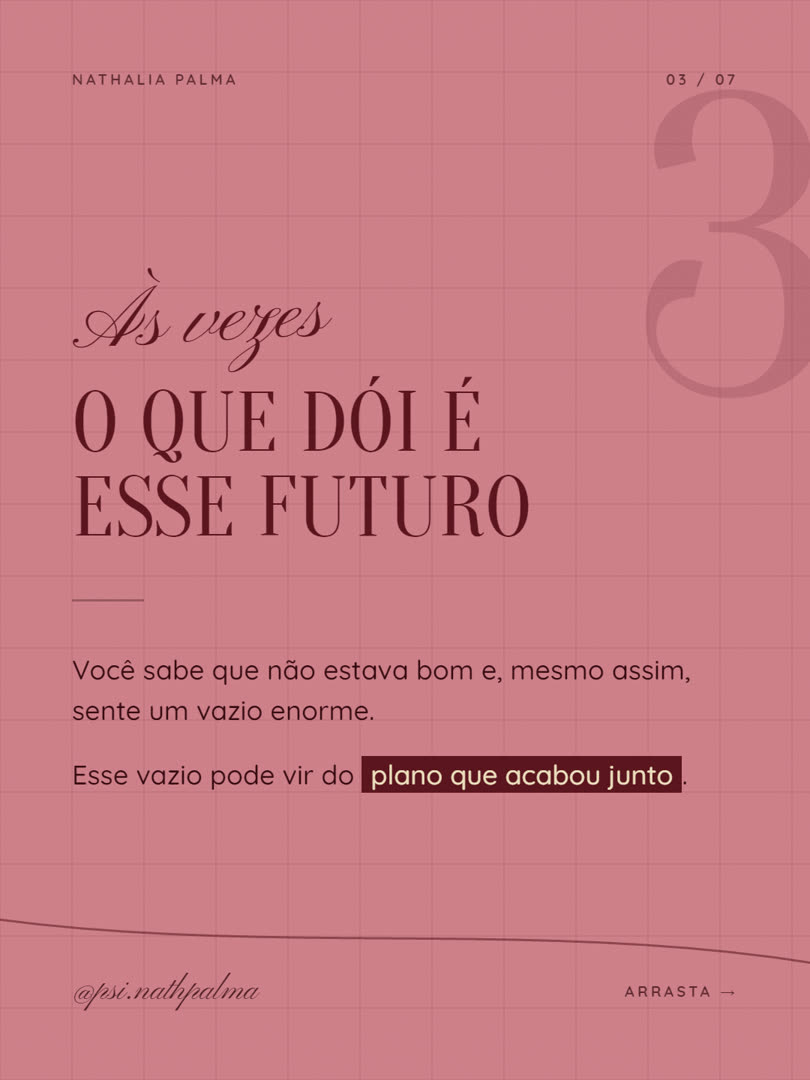 NATHALIA PALMA
03 / 07
3
Às vezes
O QUE DÓI É
ESSE FUTURO
Você sabe que não estava bom e, mesmo assim,
sente um vazio enorme.
Esse vazio pode vir do plano que acabou junto.
@psi.nathpalma
ARRASTA →